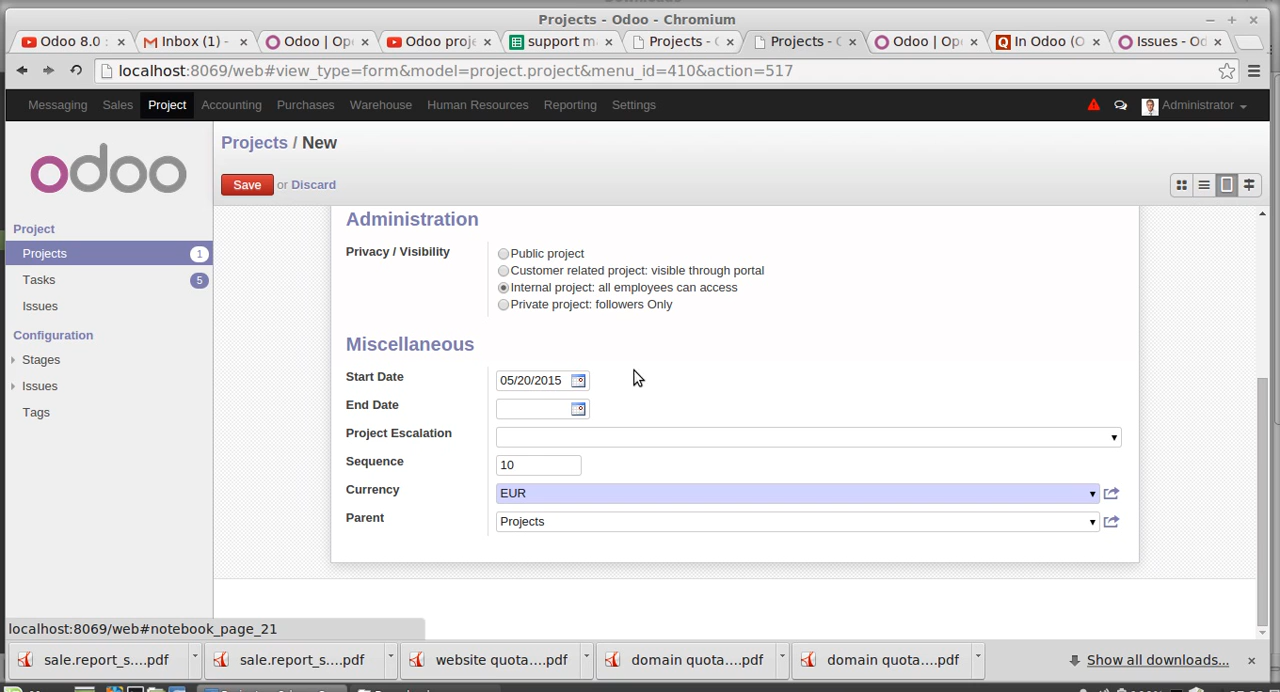 Projects - Odoo - Chromium
Odoo 8.0 : Inbox (1) - Odoo | Ope Odoo proje support m Projects - Projects - Odoo | Ope In Odoo (O Issues - Od
localhost:8069/web#view_type=form&model=project.project&menu_id=410&action=517
Messaging Sales Project Accounting Purchases Warehouse Human Resources Reporting Settings Administrator
odoo
Projects / New
Save or Discard
Project
Projects 1
Tasks 5
Issues
Configuration
Stages
Issues
Tags
Administration
Privacy / Visibility
Public project
Customer related project: visible through portal
Internal project: all employees can access
Private project: followers Only
Miscellaneous
Start Date 05/20/2015
End Date
Project Escalation
Sequence 10
Currency EUR
Parent Projects
localhost:8069/web#notebook_page_21
sale.report_s....pdf sale.report_s....pdf website quota....pdf domain quota....pdf domain quota....pdf Show all downloads...